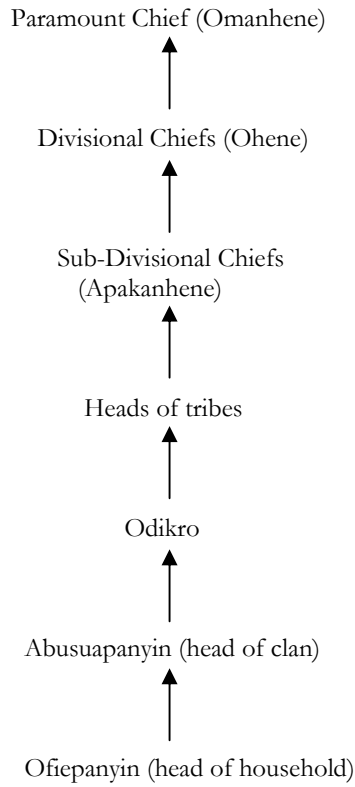 Paramount Chief (Omanhene)
Divisional Chiefs (Ohene)
Sub-Divisional Chiefs
(Apakanhene)
Heads of tribes
Odikro
Abusuapanyin (head of clan)
Ofiepanyin (head of household)